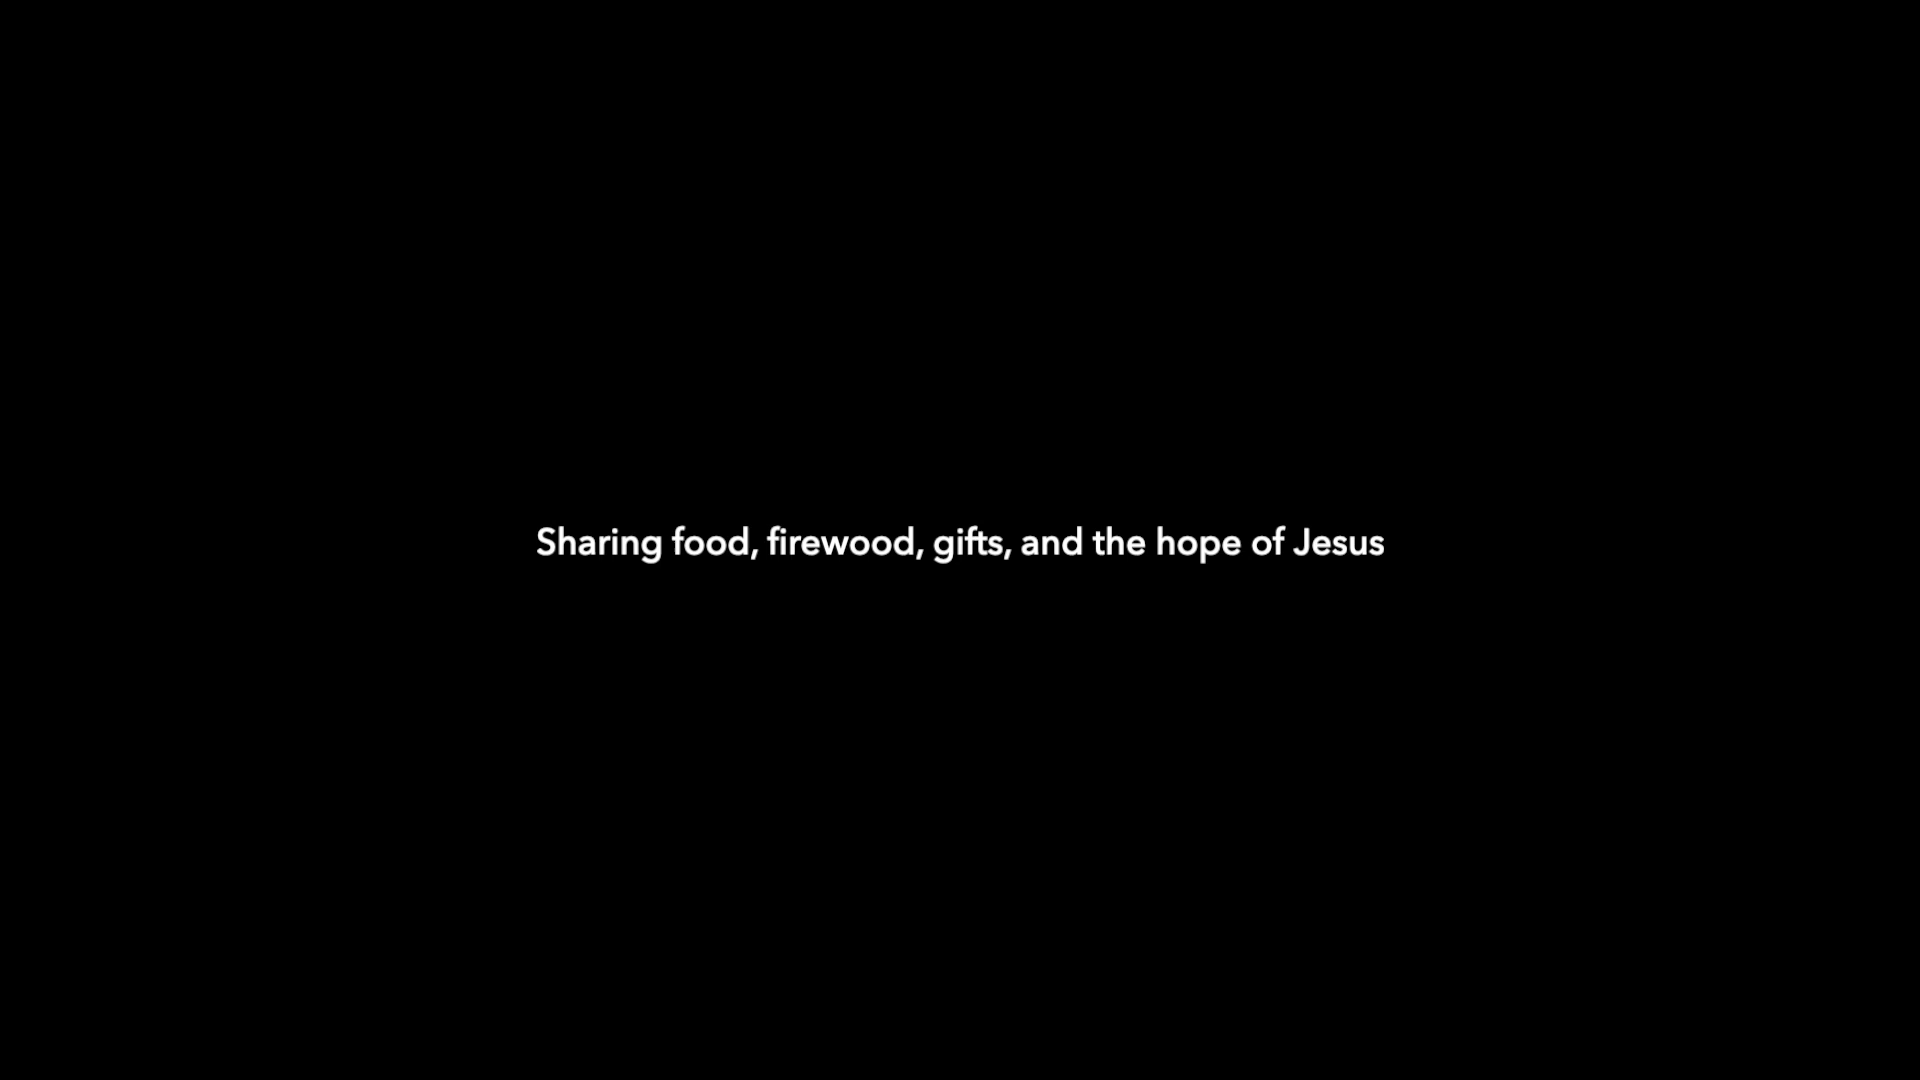 Sharing food, firewood, gifts, and the hope of Jesus